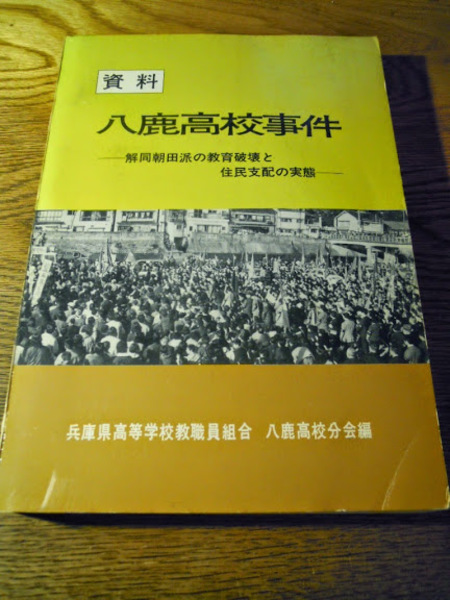 資料
八鹿高校事件
──解同朝田派の教育破壊と
住民支配の実態──
兵庫県高等学校教職員組合 八鹿高校分会編